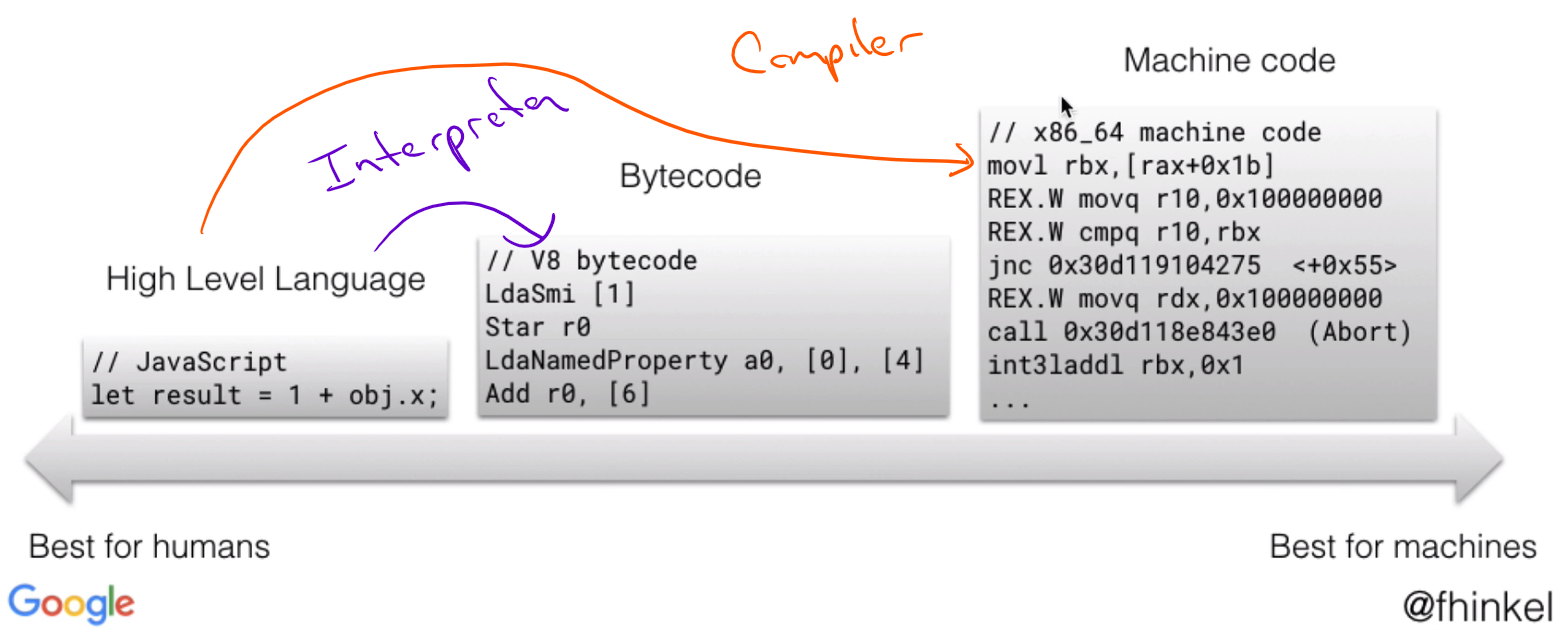 Compiler
Interpreter
High Level Language
// JavaScript
let result = 1 + obj.x;
Bytecode
// V8 bytecode
LdaSmi [1]
Star r0
LdaNamedProperty a0, [0], [4]
Add r0, [6]
Machine code
// x86_64 machine code
movl rbx,[rax+0x1b]
REX.W movq r10,0x100000000
REX.W cmpq r10,rbx
jnc 0x30d119104275 <+0x55>
REX.W movq rdx,0x100000000
call 0x30d118e843e0 (Abort)
int3laddl rbx,0x1
...
Best for humans
Best for machines
Google
@fhinkel